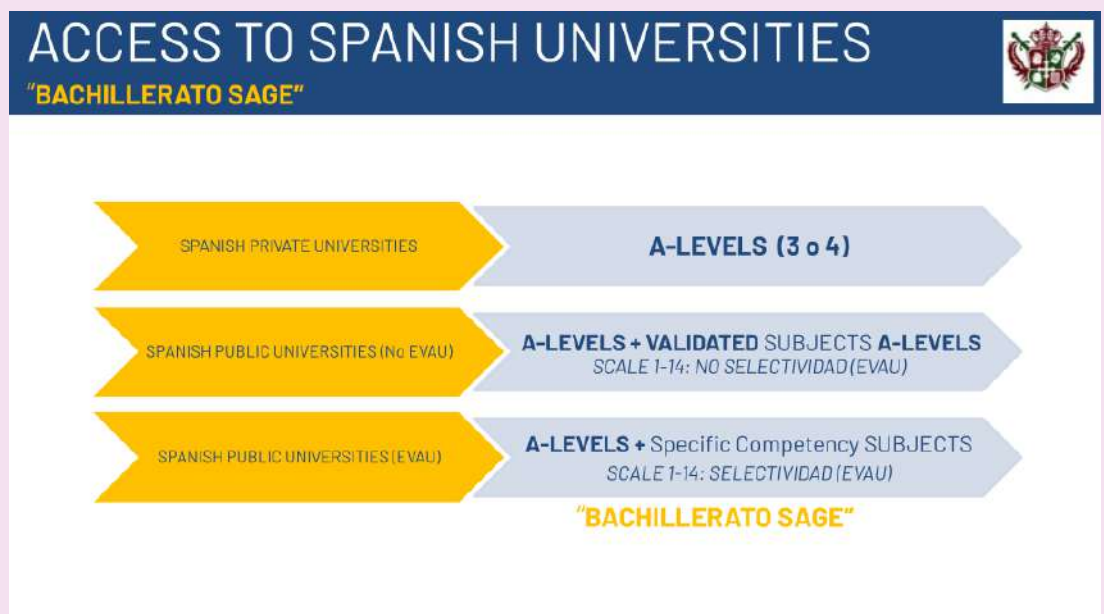 ACCESS TO SPANISH UNIVERSITIES
"BACHILLERATO SAGE"
SPANISH PRIVATE UNIVERSITIES
A-LEVELS (3 o 4)
SPANISH PUBLIC UNIVERSITIES (No EVAU)
A-LEVELS + VALIDATED SUBJECTS A-LEVELS
SCALE 1-14: NO SELECTIVIDAD (EVAU)
SPANISH PUBLIC UNIVERSITIES (EVAU)
A-LEVELS + Specific Competency SUBJECTS
SCALE 1-14: SELECTIVIDAD (EVAU)
"BACHILLERATO SAGE"